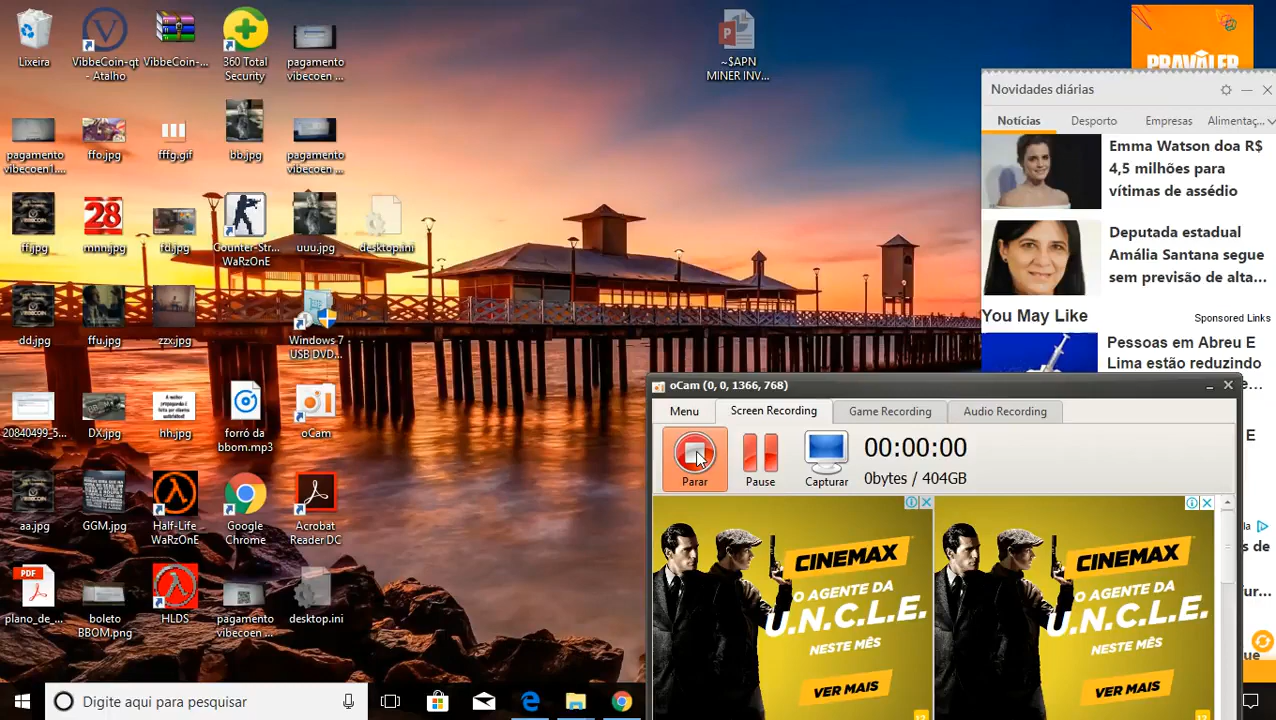 Lixeira
VibbeCoin-qt
- Atalho
VibbeCoin-...
360 Total
Security
pagamento
vibecoen ...
~$APN
MINER INV...
pagamento
vibecoen I...
ffo.jpg
fffg.gif
bb.jpg
pagamento
vibecoen ...
ffj.jpg
28
mnn.jpg
fd.jpg
Counter-Str...
WaRzOnE
uuu.jpg
desktop.ini
dd.jpg
ffu.jpg
zzx.jpg
Windows 7
USB DVD...
20840499_5...
DX.jpg
hh.jpg
forró da
bbom.mp3
oCam
aa.jpg
GGM.jpg
Half-Life
WaRzOnE
Google
Chrome
Acrobat
Reader DC
PDF
plano_de_...
boleto
BBOM.png
HLDS
pagamento
vibecoen ...
desktop.ini
PRAVALER
Novidades diárias
Notícias
Desporto
Empresas
Alimentaç...
Emma Watson doa R$
4,5 milhões para
vítimas de assédio
Deputada estadual
Amália Santana segue
sem previsão de alta...
You May Like
Sponsored Links
Pessoas em Abreu E
Lima estão reduzindo
oCam (0, 0, 1366, 768)
Menu
Screen Recording
Game Recording
Audio Recording
Parar
Pause
Capturar
00:00:00
0bytes / 404GB
CINEMAX
O AGENTE DA
U.N.C.L.E.
NESTE MÊS
VER MAIS
CINEMAX
O AGENTE DA
U.N.C.L.E.
NESTE MÊS
VER MAIS
Digite aqui para pesquisar